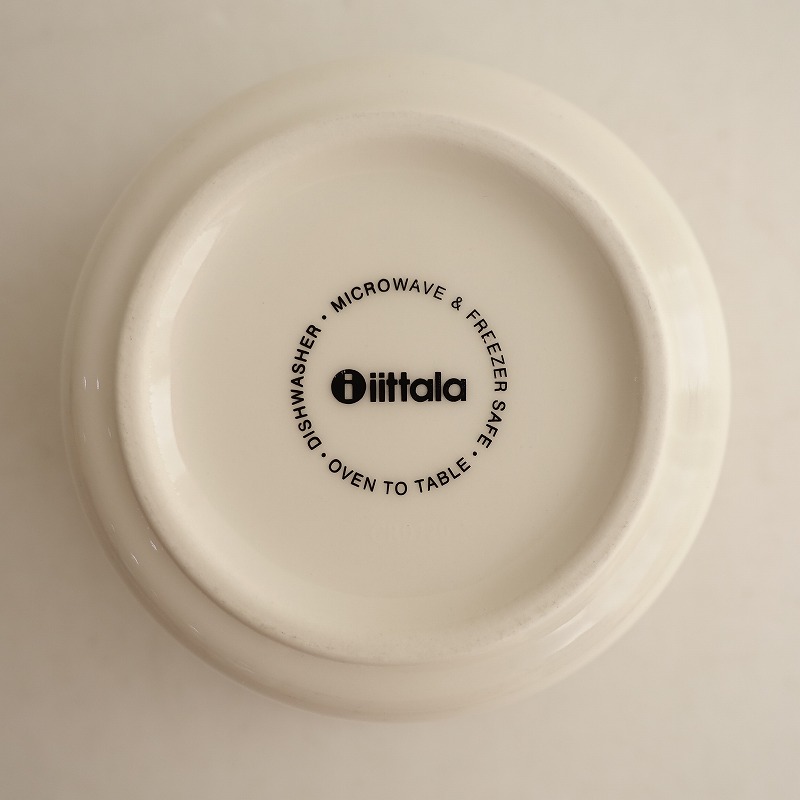 DISHWASHER • MICROWAVE & FREEZER SAFE • OVEN TO TABLE •
i iittala